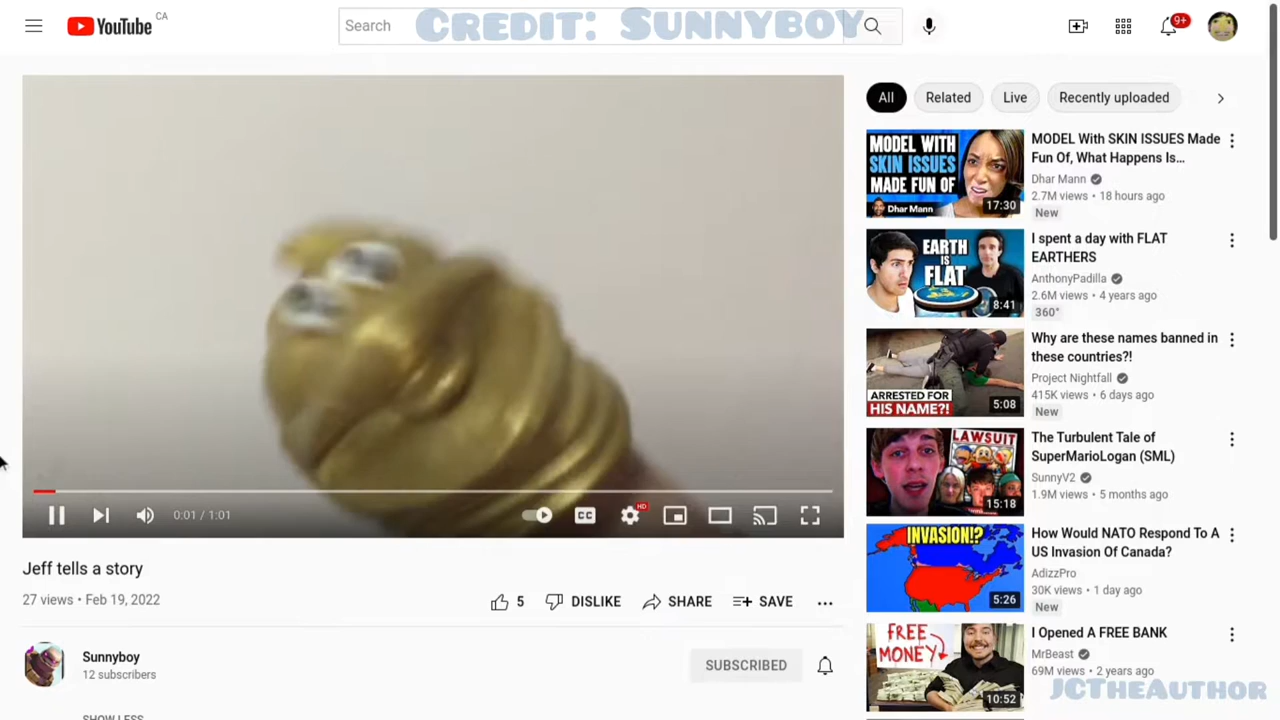 YouTube CA
Search
Credit: Sunnyboy
9+
All
Related
Live
Recently uploaded
MODEL WITH
SKIN ISSUES
MADE FUN OF
Dhar Mann
17:30
MODEL With SKIN ISSUES Made
Fun Of, What Happens Is...
Dhar Mann
2.7M views • 18 hours ago
New
EARTH
IS
FLAT
8:41
I spent a day with FLAT
EARTHERS
AnthonyPadilla
2.6M views • 4 years ago
360°
ARRESTED FOR
HIS NAME?!
5:08
Why are these names banned in
these countries?!
Project Nightfall
415K views • 6 days ago
New
LAWSUIT
15:18
The Turbulent Tale of
SuperMarioLogan (SML)
SunnyV2
1.9M views • 5 months ago
INVASION!?
5:26
How Would NATO Respond To A
US Invasion Of Canada?
AdizzPro
30K views • 1 day ago
New
FREE
MONEY
10:52
I Opened A FREE BANK
MrBeast
69M views • 2 years ago
0:01 / 1:01
CC
HD
Jeff tells a story
27 views • Feb 19, 2022
5
DISLIKE
SHARE
SAVE
Sunnyboy
12 subscribers
SUBSCRIBED
SHOW LESS
JCTheAuthor